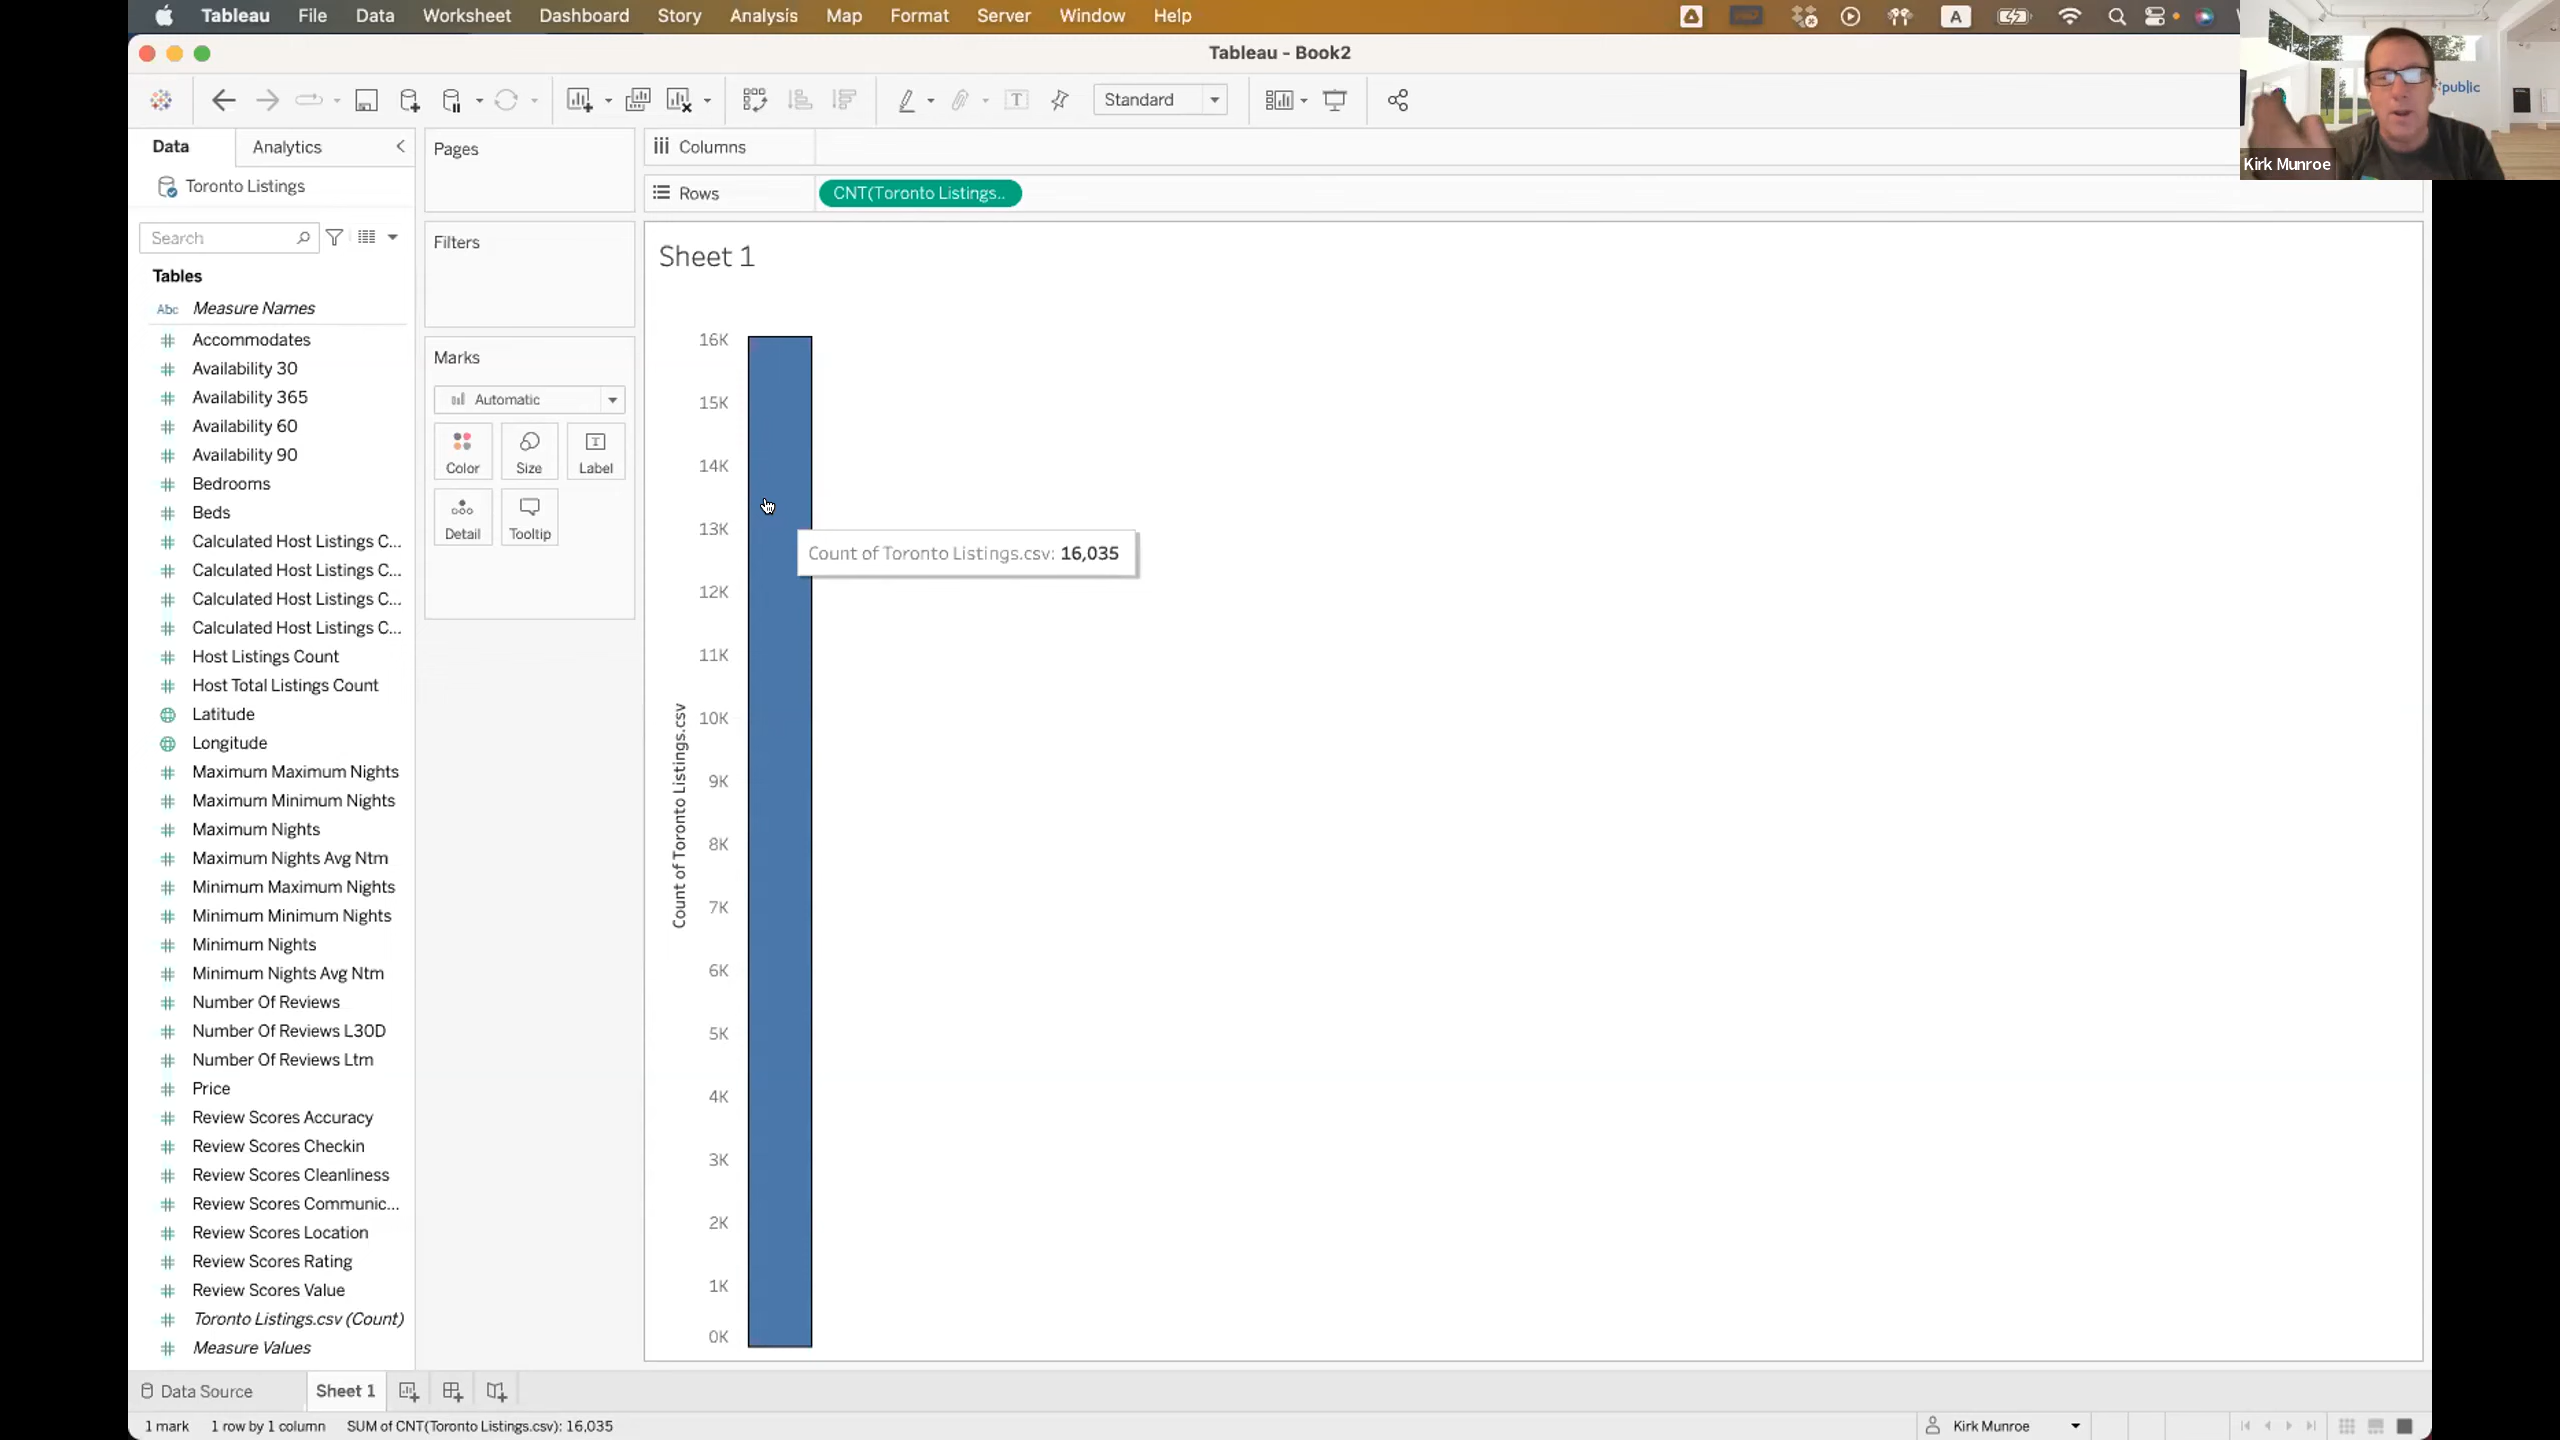 Tableau File Data Worksheet Dashboard Story Analysis Map Format Server Window Help
A
Tableau - Book2
Standard
public
Kirk Munroe
Data Analytics
Toronto Listings
Search
Tables
Abc Measure Names
Accommodates
Availability 30
Availability 365
Availability 60
Availability 90
Bedrooms
Beds
Calculated Host Listings C...
Calculated Host Listings C...
Calculated Host Listings C...
Calculated Host Listings C...
Host Listings Count
Host Total Listings Count
Latitude
Longitude
Maximum Maximum Nights
Maximum Minimum Nights
Maximum Nights
Maximum Nights Avg Ntm
Minimum Maximum Nights
Minimum Minimum Nights
Minimum Nights
Minimum Nights Avg Ntm
Number Of Reviews
Number Of Reviews L30D
Number Of Reviews Ltm
Price
Review Scores Accuracy
Review Scores Checkin
Review Scores Cleanliness
Review Scores Communic...
Review Scores Location
Review Scores Rating
Review Scores Value
Toronto Listings.csv (Count)
Measure Values
Pages
Filters
Marks
Automatic
Color Size Label
Detail Tooltip
Columns
Rows CNT(Toronto Listings..
Sheet 1
16K
15K
14K
13K
12K
11K
10K
9K
8K
7K
6K
5K
4K
3K
2K
1K
0K
Count of Toronto Listings.csv
Count of Toronto Listings.csv: 16,035
Data Source Sheet 1
1 mark 1 row by 1 column SUM of CNT(Toronto Listings.csv): 16,035
Kirk Munroe